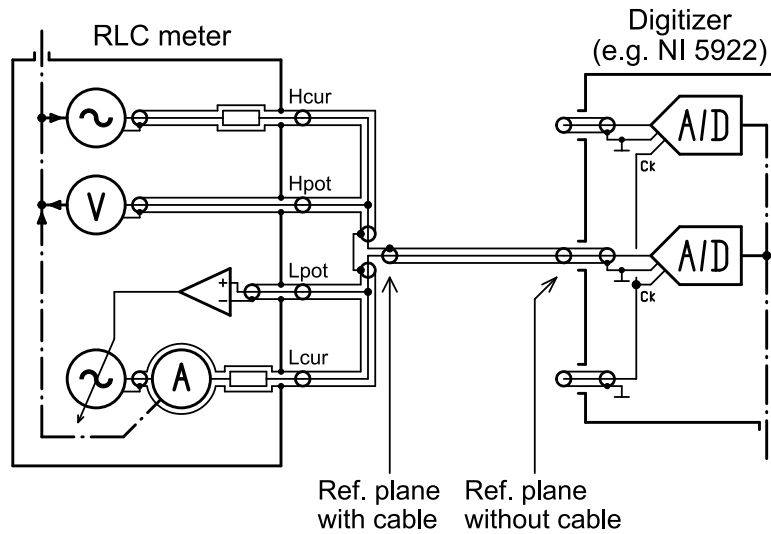 RLC meter
Digitizer
(e.g. NI 5922)
Hcur
A/D
Ck
Hpot
V
Lpot
+
−
A/D
Ck
Lcur
A
Ref. plane
with cable
Ref. plane
without cable